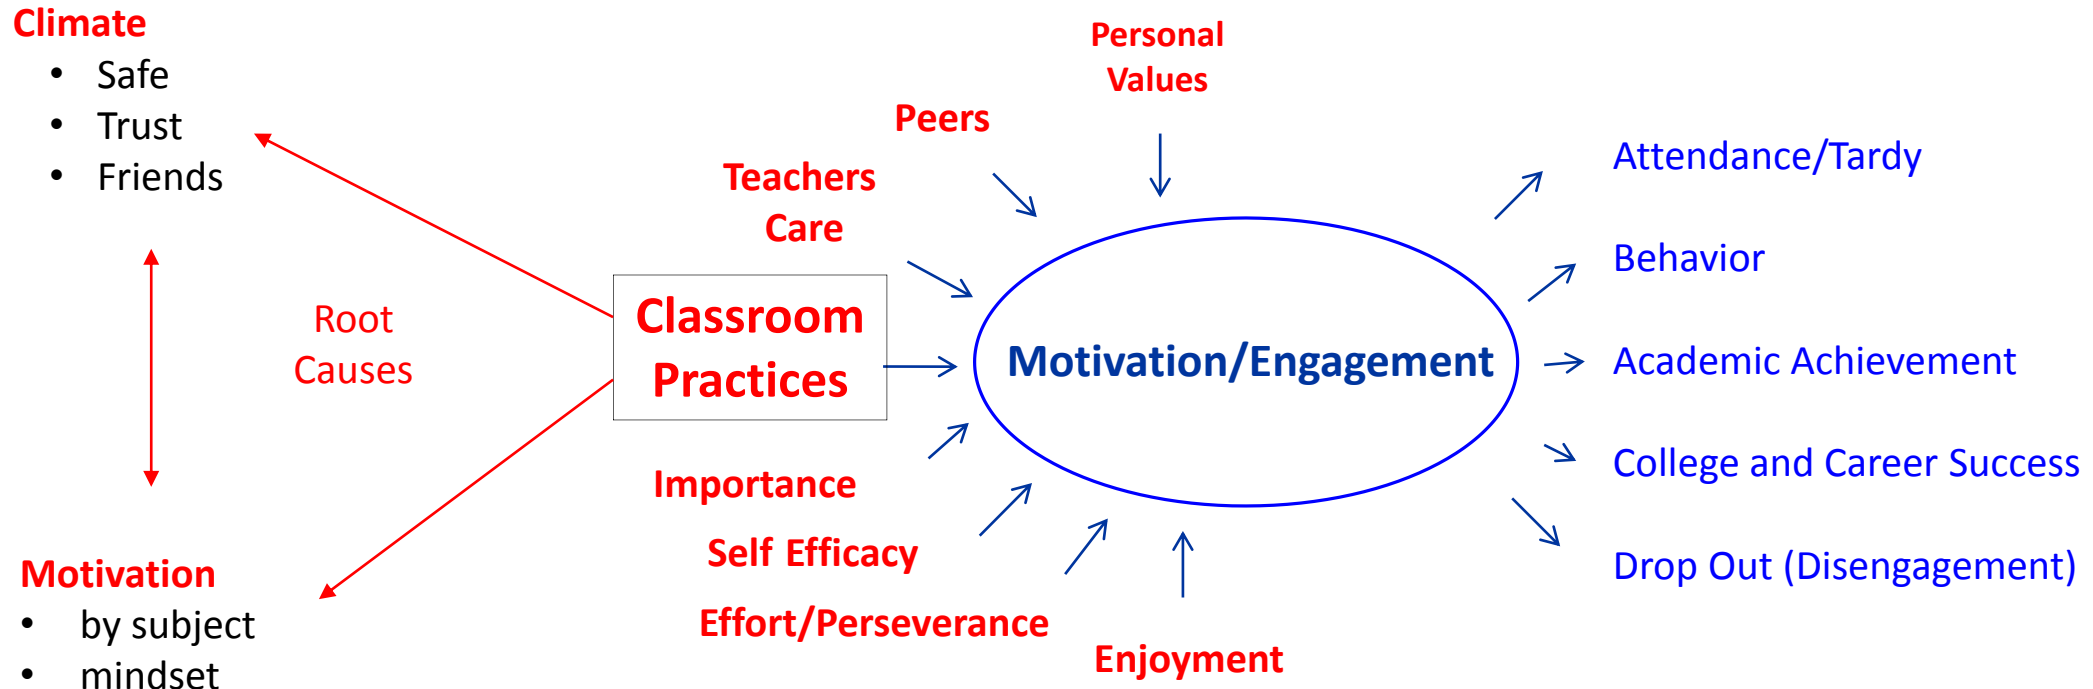 Climate
• Safe
• Trust
• Friends
Root
Causes
Motivation
• by subject
• mindset
Classroom
Practices
Personal
Values
Peers
Teachers
Care
Importance
Self Efficacy
Effort/Perseverance
Enjoyment
Motivation/Engagement
Attendance/Tardy
Behavior
Academic Achievement
College and Career Success
Drop Out (Disengagement)